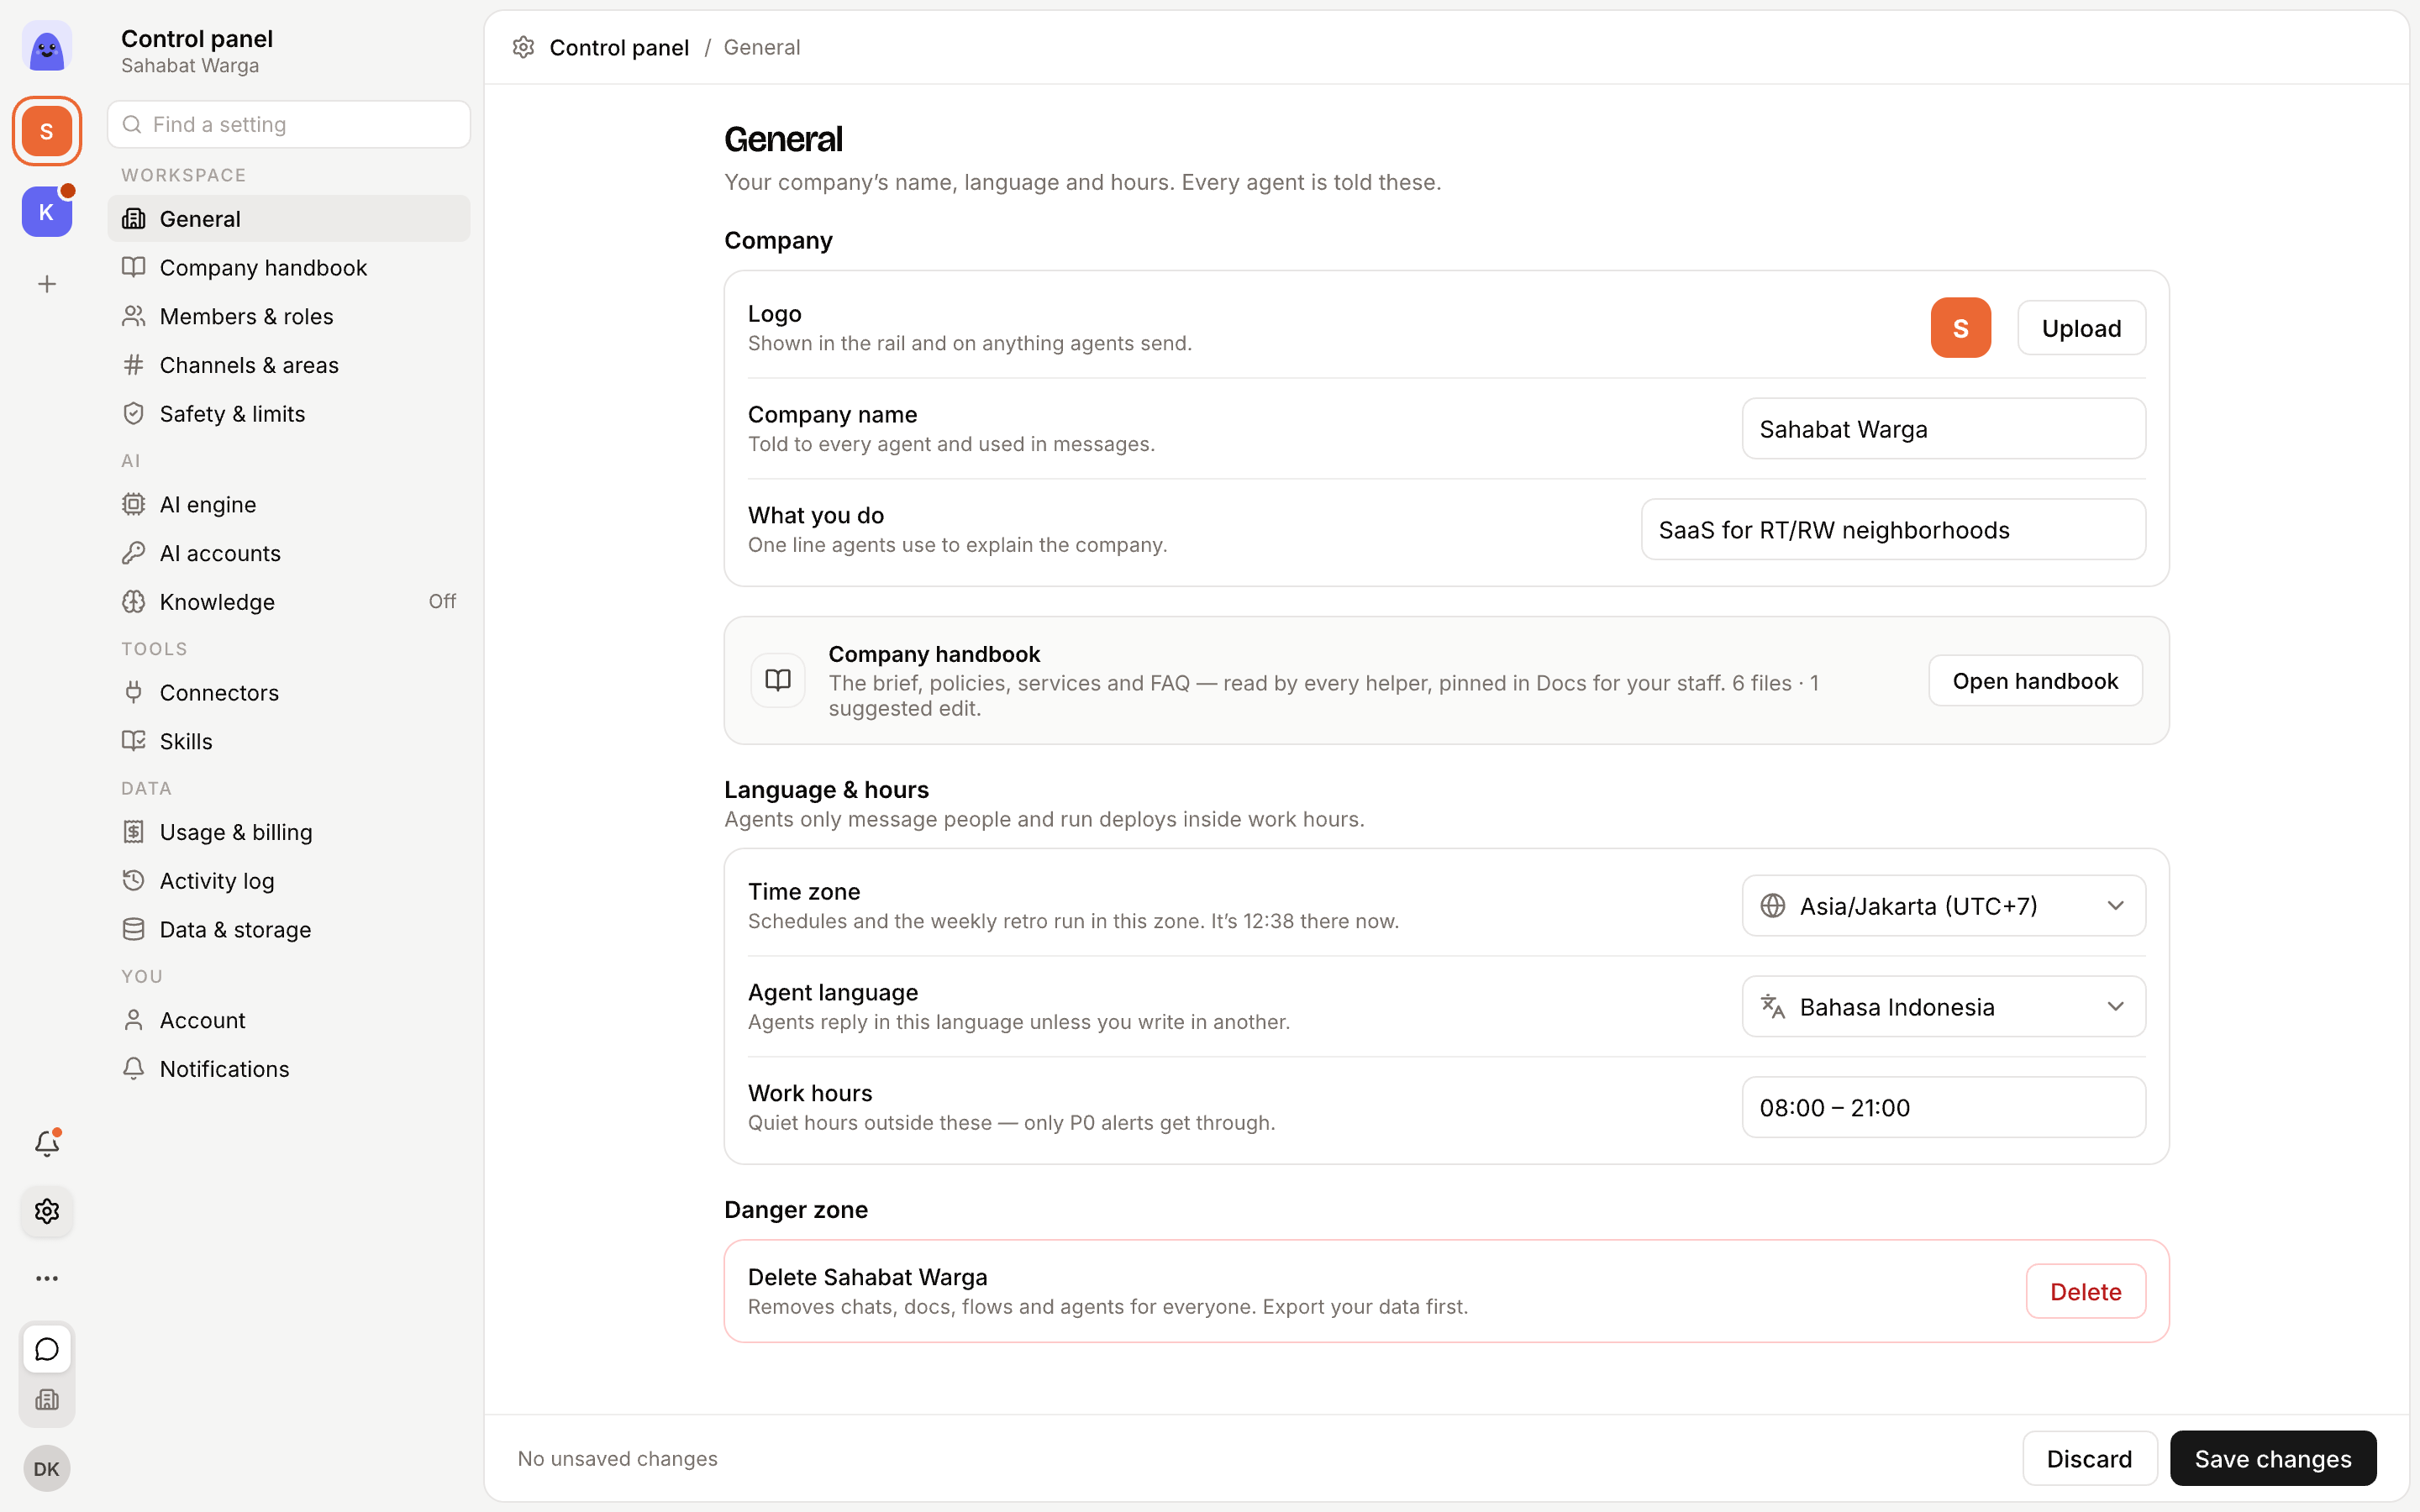 Control panel
Sahabat Warga
S
K
Find a setting
WORKSPACE
General
Company handbook
Members & roles
Channels & areas
Safety & limits
AI
AI engine
AI accounts
Knowledge Off
TOOLS
Connectors
Skills
DATA
Usage & billing
Activity log
Data & storage
YOU
Account
Notifications
DK
Control panel / General
General
Your company’s name, language and hours. Every agent is told these.
Company
Logo
Shown in the rail and on anything agents send.
S
Upload
Company name
Told to every agent and used in messages.
Sahabat Warga
What you do
One line agents use to explain the company.
SaaS for RT/RW neighborhoods
Company handbook
The brief, policies, services and FAQ — read by every helper, pinned in Docs for your staff. 6 files · 1
suggested edit.
Open handbook
Language & hours
Agents only message people and run deploys inside work hours.
Time zone
Schedules and the weekly retro run in this zone. It’s 12:38 there now.
Asia/Jakarta (UTC+7)
Agent language
Agents reply in this language unless you write in another.
Bahasa Indonesia
Work hours
Quiet hours outside these — only P0 alerts get through.
08:00 – 21:00
Danger zone
Delete Sahabat Warga
Removes chats, docs, flows and agents for everyone. Export your data first.
Delete
No unsaved changes
Discard
Save changes